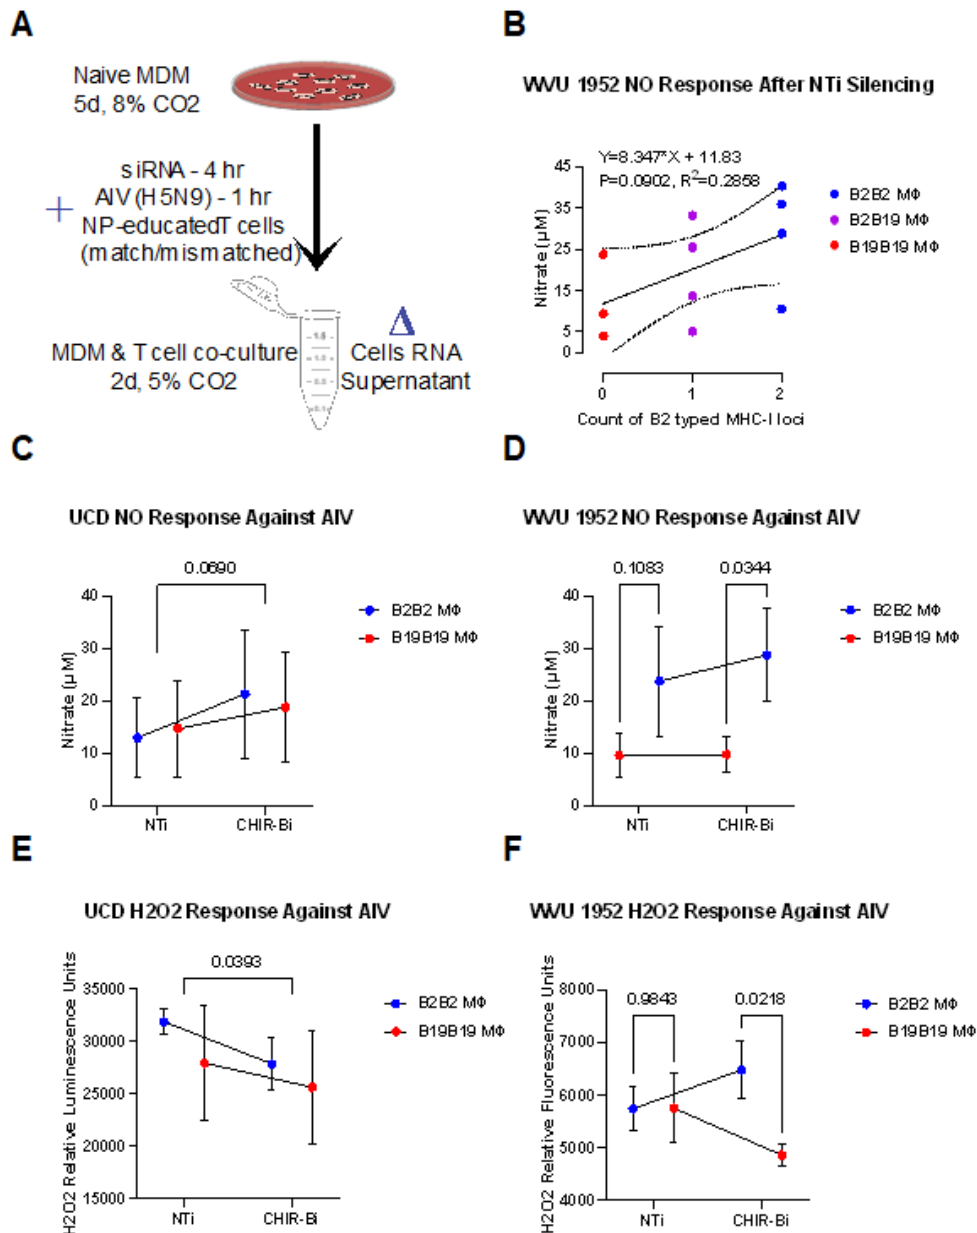 A
Naive MDM
5d, 8% CO2
+
siRNA - 4 hr
AIV (H5N9) - 1 hr
NP-educatedT cells
(match/mismatched)
MDM & T cell co-culture
2d, 5% CO2
Δ
Cells RNA
Supernatant
B
WVU 1952 NO Response After NTi Silencing
Y=8.347*X + 11.83
P=0.0902, R²=0.2858
Nitrate (µM)
45
35
25
15
5
0
0
1
2
Count of B2 typed MHC-I loci
B2B2 MΦ
B2B19 MΦ
B19B19 MΦ
C
UCD NO Response Against AIV
0.0690
Nitrate (µM)
40
30
20
10
0
NTi
CHIR-Bi
B2B2 MΦ
B19B19 MΦ
D
WVU 1952 NO Response Against AIV
0.1083
0.0344
Nitrate (µM)
40
30
20
10
0
NTi
CHIR-Bi
B2B2 MΦ
B19B19 MΦ
E
UCD H2O2 Response Against AIV
0.0393
H2O2 Relative Luminescence Units
35000
30000
25000
20000
15000
NTi
CHIR-Bi
B2B2 MΦ
B19B19 MΦ
F
WVU 1952 H2O2 Response Against AIV
0.9843
0.0218
H2O2 Relative Fluorescence Units
8000
7000
6000
5000
4000
NTi
CHIR-Bi
B2B2 MΦ
B19B19 MΦ